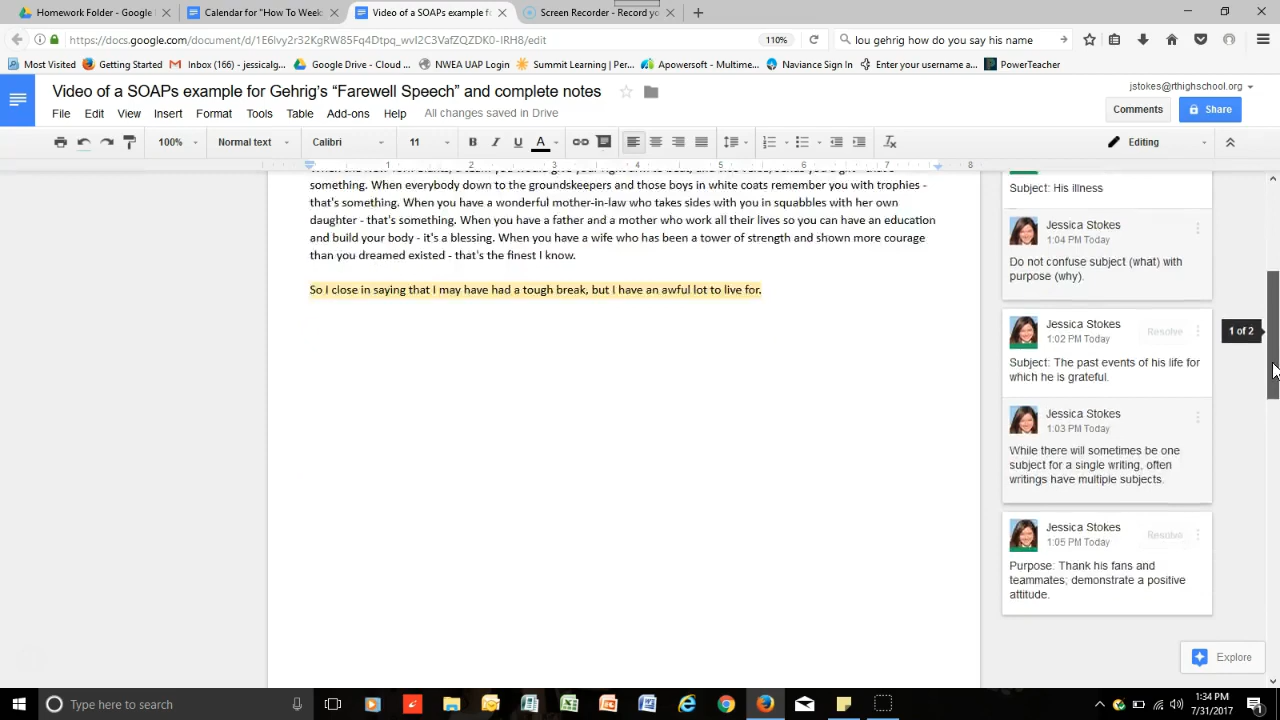 Homework Folder - Google
Calendar for "How To Week
Video of a SOAPs example f
Screen Recorder - Record yo
https://docs.google.com/document/d/1E6lvy2r32KgRW85Fq4Dtpq_wvI2C3VafZQZDK0-IRH8/edit
110%
lou gehrig how do you say his name
Most Visited
Getting Started
Inbox (166) - jessicalg...
Google Drive - Cloud ...
NWEA UAP Login
Summit Learning | Per...
Apowersoft - Multime...
Naviance Sign In
Enter your username a...
PowerTeacher
Video of a SOAPs example for Gehrig's "Farewell Speech" and complete notes
jstokes@rthighschool.org
File Edit View Insert Format Tools Table Add-ons Help All changes saved in Drive
Comments
Share
100% Normal text Calibri 11 B I U A Editing
1 2 3 4 5 6 7 8
something. When everybody down to the groundskeepers and those boys in white coats remember you with trophies -
that's something. When you have a wonderful mother-in-law who takes sides with you in squabbles with her own
daughter - that's something. When you have a father and a mother who work all their lives so you can have an education
and build your body - it's a blessing. When you have a wife who has been a tower of strength and shown more courage
than you dreamed existed - that's the finest I know.
So I close in saying that I may have had a tough break, but I have an awful lot to live for.
Subject: His illness
Jessica Stokes
1:04 PM Today
Do not confuse subject (what) with
purpose (why).
Jessica Stokes
1:02 PM Today
Resolve
Subject: The past events of his life for
which he is grateful.
Jessica Stokes
1:03 PM Today
While there will sometimes be one
subject for a single writing, often
writings have multiple subjects.
Jessica Stokes
1:05 PM Today
Resolve
Purpose: Thank his fans and
teammates; demonstrate a positive
attitude.
1 of 2
Explore
Type here to search
1:34 PM
7/31/2017